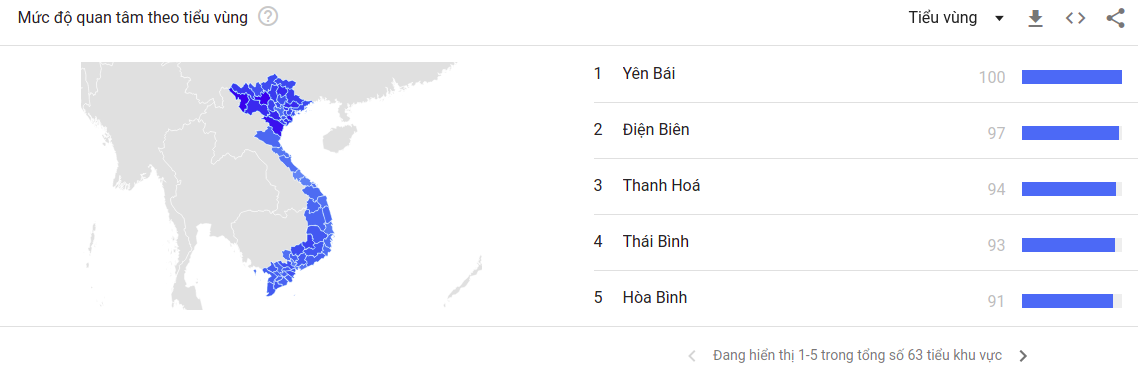 Mức độ quan tâm theo tiểu vùng ?
Tiểu vùng
1 Yên Bái 100
2 Điện Biên 97
3 Thanh Hoá 94
4 Thái Bình 93
5 Hòa Bình 91
Đang hiển thị 1-5 trong tổng số 63 tiểu khu vực